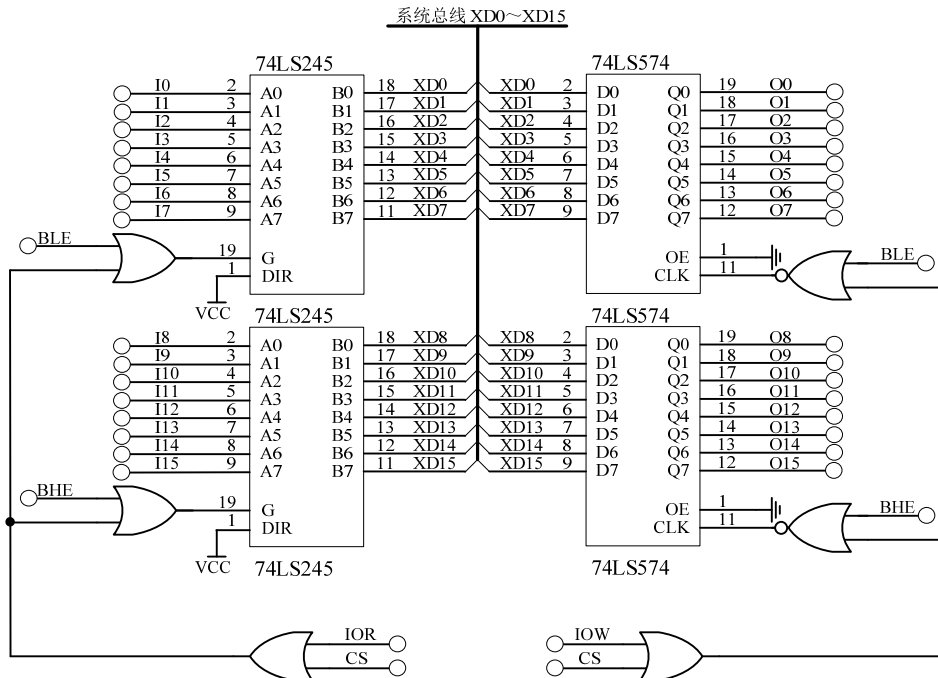 系统总线 XD0～XD15
74LS245 74LS574
I0 2 A0 B0 18 XD0 XD0 2 D0 Q0 19 O0
I1 3 A1 B1 17 XD1 XD1 3 D1 Q1 18 O1
I2 4 A2 B2 16 XD2 XD2 4 D2 Q2 17 O2
I3 5 A3 B3 15 XD3 XD3 5 D3 Q3 16 O3
I4 6 A4 B4 14 XD4 XD4 6 D4 Q4 15 O4
I5 7 A5 B5 13 XD5 XD5 7 D5 Q5 14 O5
I6 8 A6 B6 12 XD6 XD6 8 D6 Q6 13 O6
I7 9 A7 B7 11 XD7 XD7 9 D7 Q7 12 O7
BLE 19 G OE 1 BLE
1 DIR CLK 11
VCC
74LS245 74LS574
I8 2 A0 B0 18 XD8 XD8 2 D0 Q0 19 O8
I9 3 A1 B1 17 XD9 XD9 3 D1 Q1 18 O9
I10 4 A2 B2 16 XD10 XD10 4 D2 Q2 17 O10
I11 5 A3 B3 15 XD11 XD11 5 D3 Q3 16 O11
I12 6 A4 B4 14 XD12 XD12 6 D4 Q4 15 O12
I13 7 A5 B5 13 XD13 XD13 7 D5 Q5 14 O13
I14 8 A6 B6 12 XD14 XD14 8 D6 Q6 13 O14
I15 9 A7 B7 11 XD15 XD15 9 D7 Q7 12 O15
BHE 19 G OE 1 BHE
1 DIR CLK 11
VCC
74LS245 74LS574
IOR IOW
CS CS